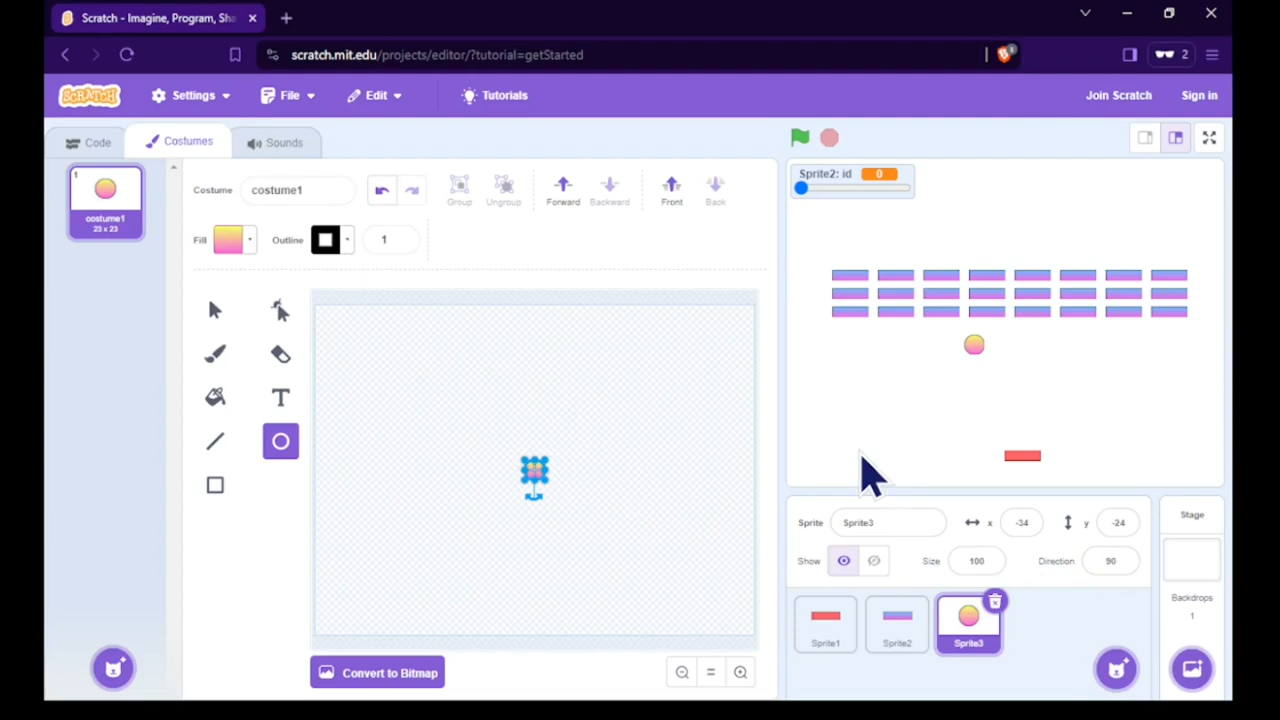 Scratch - Imagine, Program, Sha
scratch.mit.edu/projects/editor/?tutorial=getStarted
2
SCRATCH
Settings
File
Edit
Tutorials
Join Scratch
Sign in
Code
Costumes
Sounds
1
costume1
23 x 23
Costume
costume1
Group
Ungroup
Forward
Backward
Front
Back
Fill
Outline
1
T
Convert to Bitmap
Sprite2: id 0
Sprite
Sprite3
x
-34
y
-24
Show
Size
100
Direction
90
Sprite1
Sprite2
Sprite3
Stage
Backdrops
1